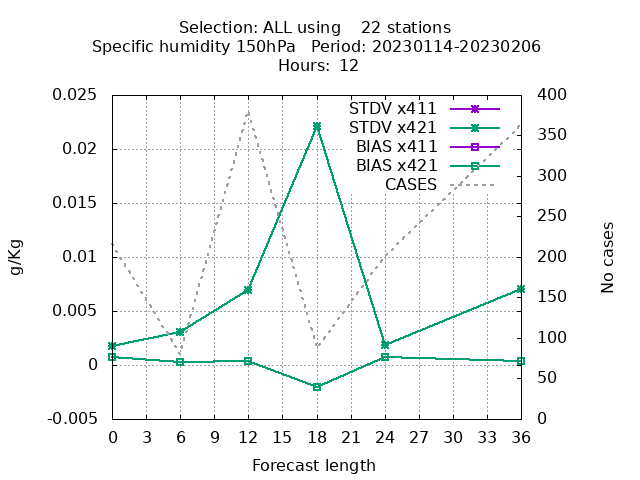 Selection: ALL using    22 stations
Specific humidity 150hPa   Period: 20230114-20230206
Hours:  12
0.025
0.02
0.015
0.01
0.005
0
-0.005
g/Kg
STDV x411
STDV x421
BIAS x411
BIAS x421
CASES
400
350
300
250
200
150
100
50
0
No cases
0 3 6 9 12 15 18 21 24 27 30 33 36
Forecast length